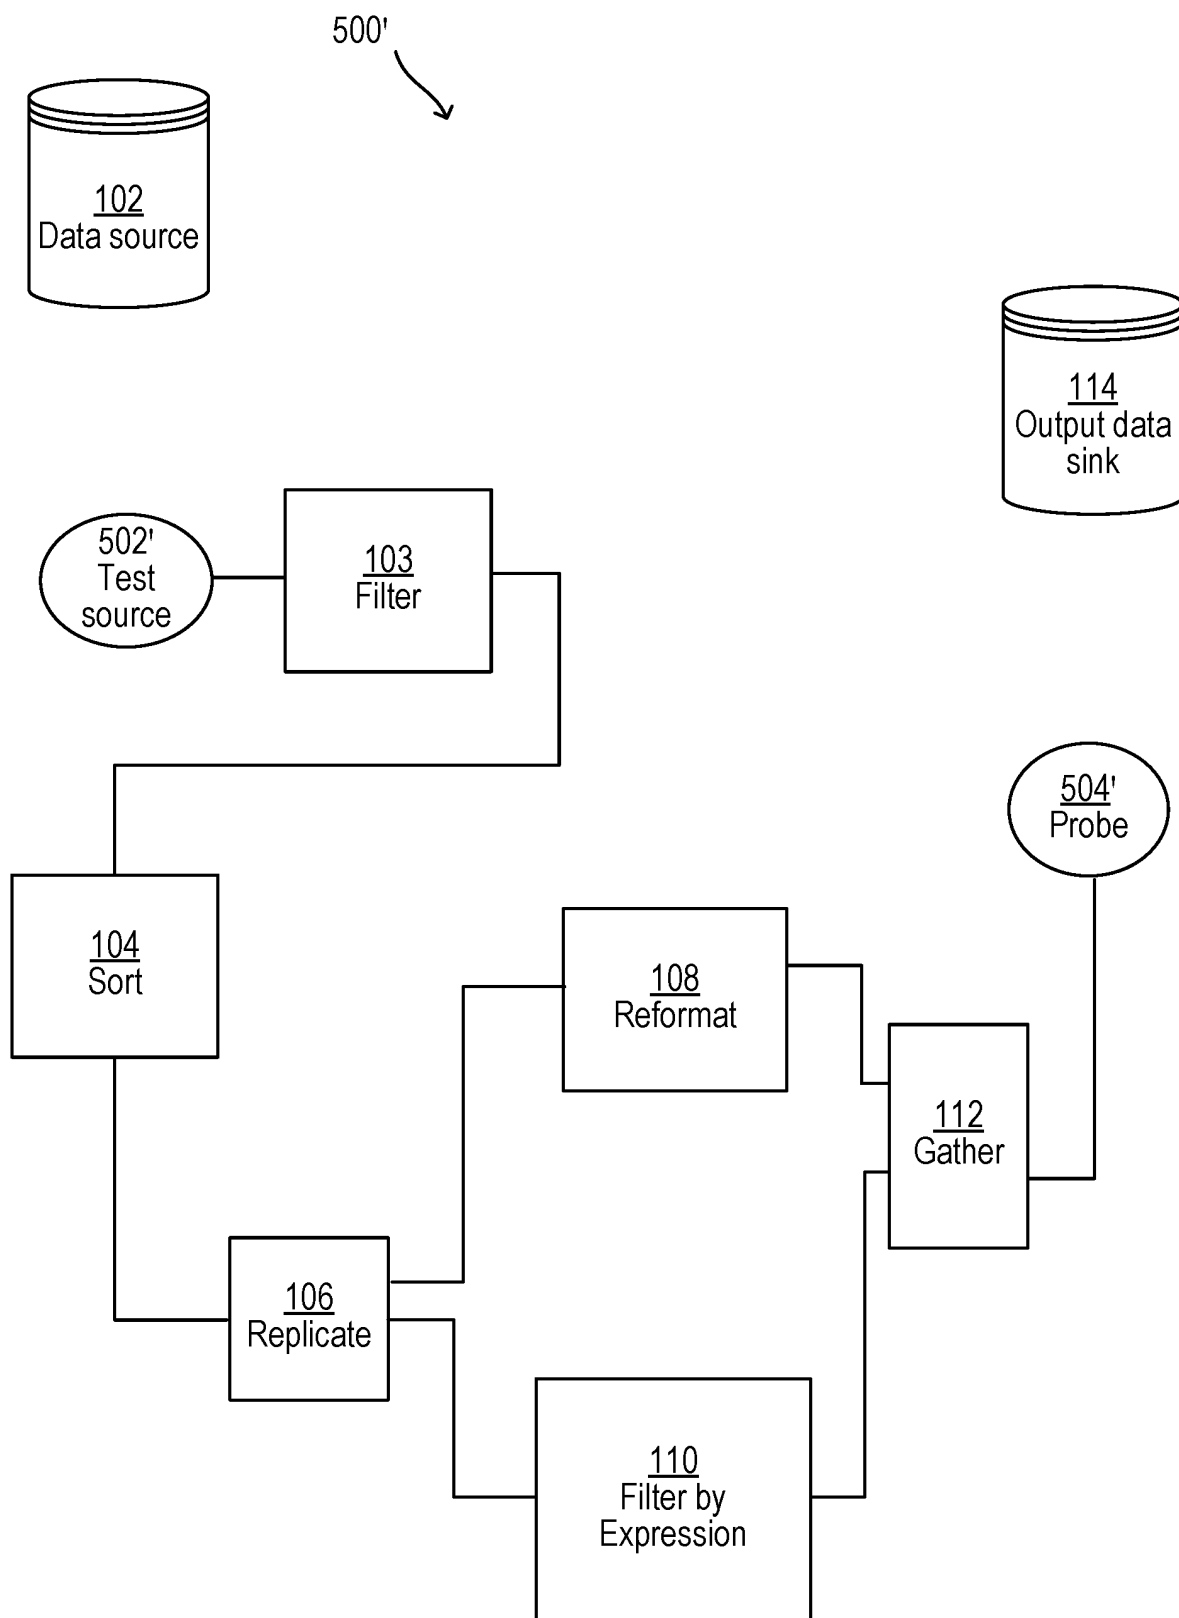 500'
102
Data source
114
Output data
sink
502'
Test
source
103
Filter
504'
Probe
104
Sort
108
Reformat
112
Gather
106
Replicate
110
Filter by
Expression